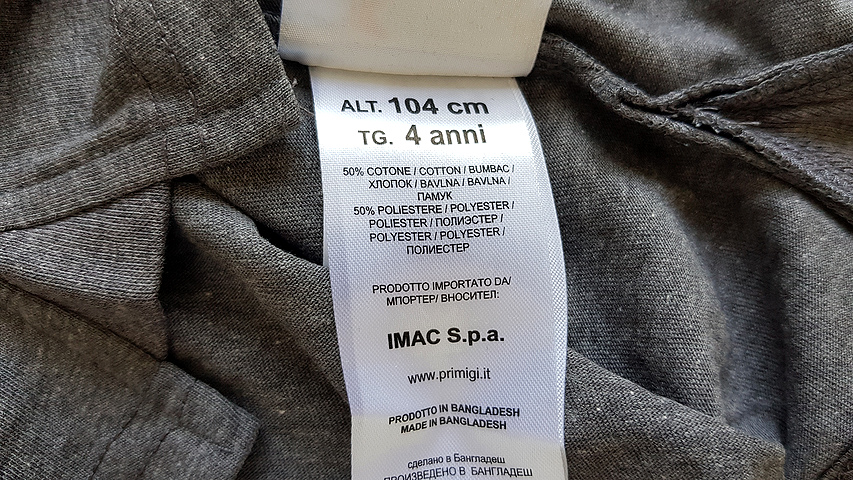 ALT. 104 cm
TG. 4 anni
50% COTONE / COTTON / BUMBAC /
ХЛОПОК / BAVLNA / BAVLNA /
ПАМУК
50% POLIESTERE / POLYESTER /
POLIESTER / ПОЛИЭСТЕР /
POLYESTER / POLYESTER /
ПОЛИЕСТЕР
PRODOTTO IMPORTATO DA/
МПОРТЕР/ ВНОСИТЕЛ:
IMAC S.p.a.
www.primigi.it
PRODOTTO IN BANGLADESH
MADE IN BANGLADESH
сделано в Бангладеш
ПРОИЗВЕДЕНО В БАНГЛАДЕШ